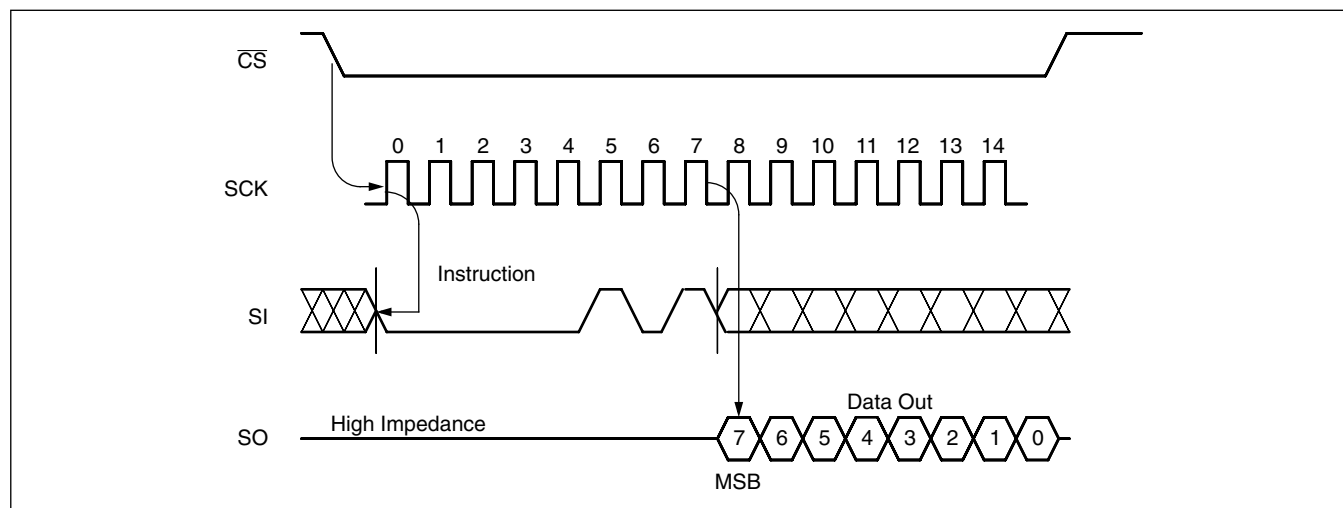 CS
0 1 2 3 4 5 6 7 8 9 10 11 12 13 14
SCK
Instruction
SI
Data Out
High Impedance
SO
7 6 5 4 3 2 1 0
MSB